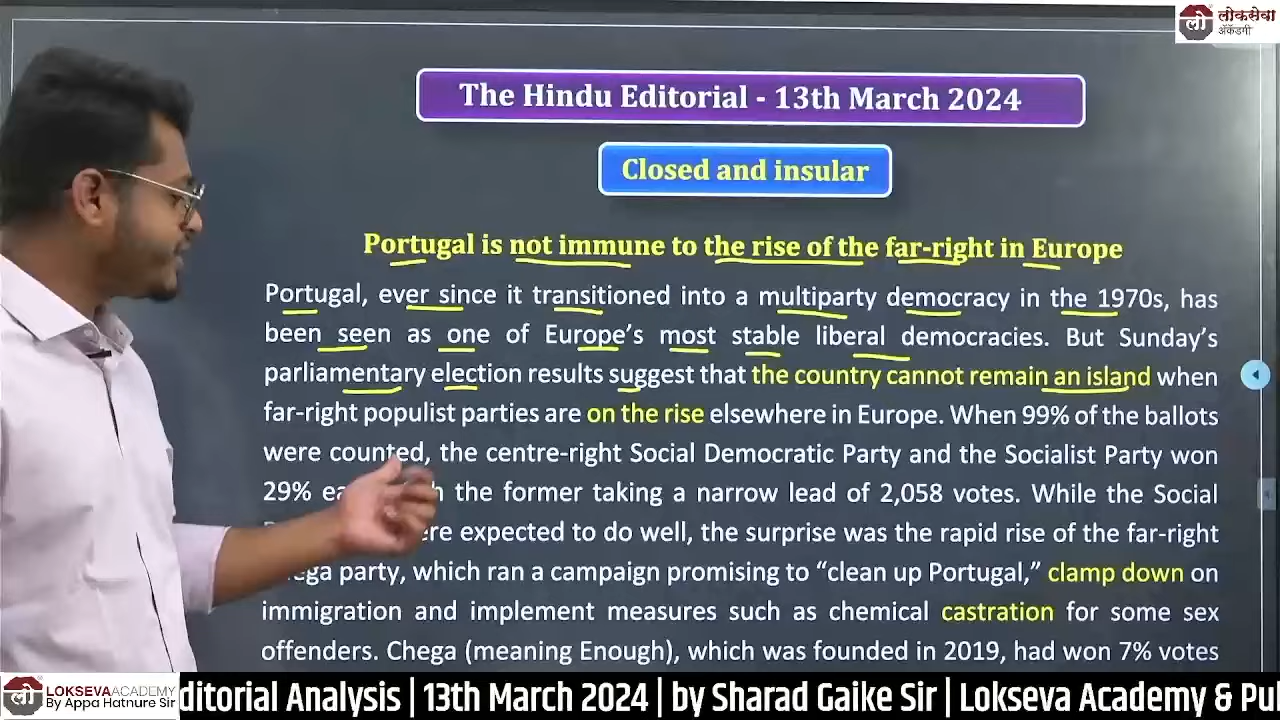 लोकसेवा
अ‍ॅकॅडमी
The Hindu Editorial - 13th March 2024
Closed and insular
Portugal is not immune to the rise of the far-right in Europe
Portugal, ever since it transitioned into a multiparty democracy in the 1970s, has
been seen as one of Europe's most stable liberal democracies. But Sunday's
parliamentary election results suggest that the country cannot remain an island when
far-right populist parties are on the rise elsewhere in Europe. When 99% of the ballots
were counted, the centre-right Social Democratic Party and the Socialist Party won
29% the former taking a narrow lead of 2,058 votes. While the Social
expected to do well, the surprise was the rapid rise of the far-right
party, which ran a campaign promising to “clean up Portugal,” clamp down on
immigration and implement measures such as chemical castration for some sex
offenders. Chega (meaning Enough), which was founded in 2019, had won 7% votes
लो LOKSEVA ACADEMY
By Appa Hatnure Sir
ditorial Analysis | 13th March 2024 | by Sharad Gaike Sir | Lokseva Academy & Pu